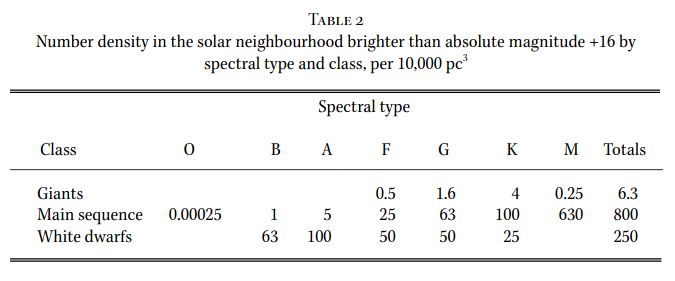 TABLE 2
Number density in the solar neighbourhood brighter than absolute magnitude +16 by
spectral type and class, per 10,000 pc³
Spectral type
Class O B A F G K M Totals
Giants 0.5 1.6 4 0.25 6.3
Main sequence 0.00025 1 5 25 63 100 630 800
White dwarfs 63 100 50 50 25 250